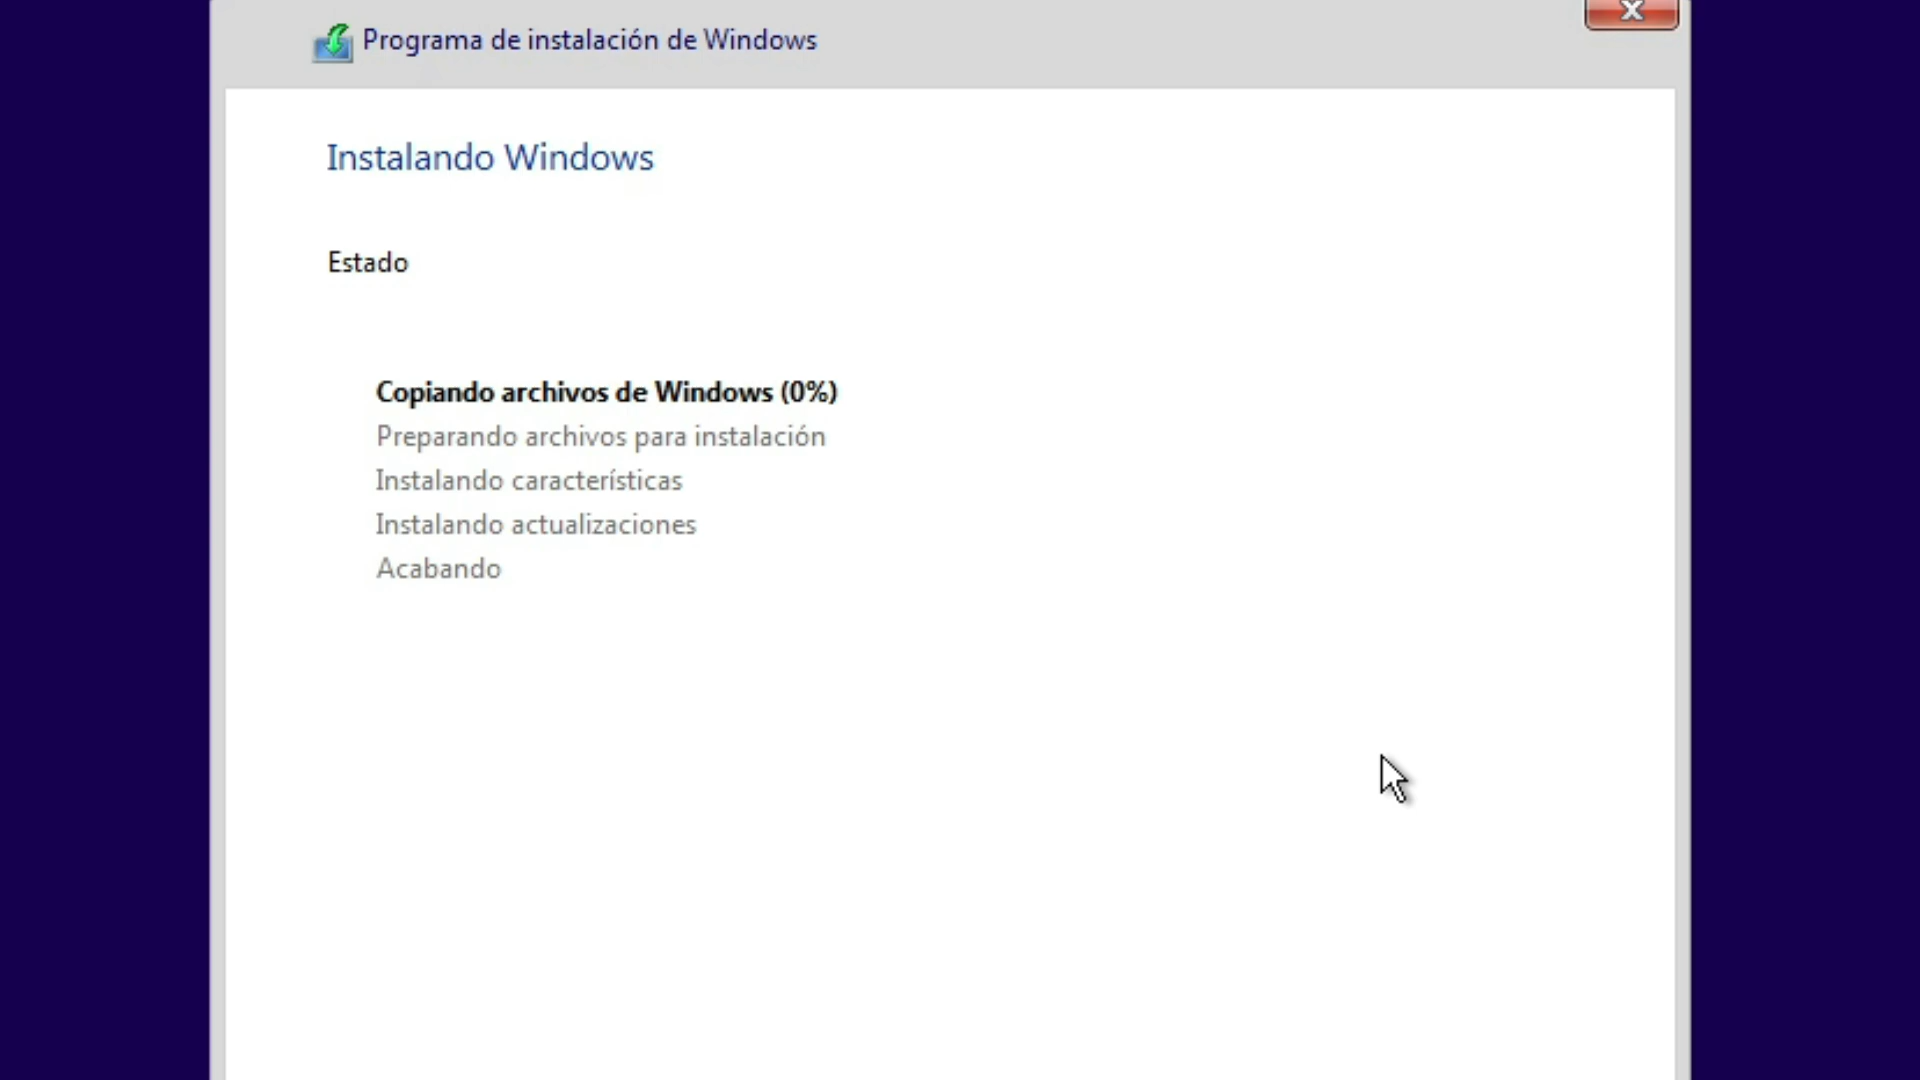 Programa de instalación de Windows
Instalando Windows
Estado
Copiando archivos de Windows (0%)
Preparando archivos para instalación
Instalando características
Instalando actualizaciones
Acabando